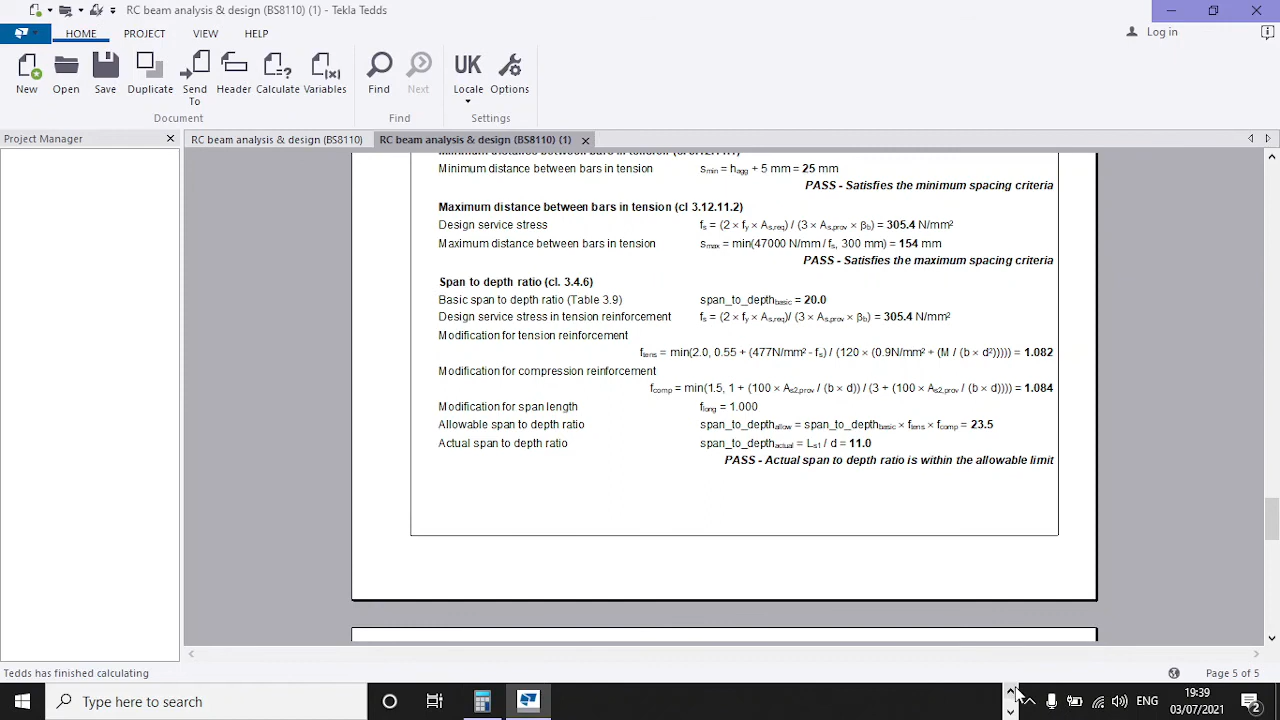 RC beam analysis & design (BS8110) (1) - Tekla Tedds
HOME PROJECT VIEW HELP
Log in
New Open Save Duplicate Send To Header Calculate Variables Find Next UK Locale Options
Document Find Settings
Project Manager
RC beam analysis & design (BS8110) RC beam analysis & design (BS8110) (1)
Minimum distance between bars in tension smin = hagg + 5 mm = 25 mm
PASS - Satisfies the minimum spacing criteria
Maximum distance between bars in tension (cl 3.12.11.2)
Design service stress fs = (2 × fy × As,req) / (3 × As,prov × βb) = 305.4 N/mm²
Maximum distance between bars in tension smax = min(47000 N/mm / fs, 300 mm) = 154 mm
PASS - Satisfies the maximum spacing criteria
Span to depth ratio (cl. 3.4.6)
Basic span to depth ratio (Table 3.9) span_to_depthbasic = 20.0
Design service stress in tension reinforcement fs = (2 × fy × As,req)/ (3 × As,prov × βb) = 305.4 N/mm²
Modification for tension reinforcement
ftens = min(2.0, 0.55 + (477N/mm² - fs) / (120 × (0.9N/mm² + (M / (b × d²))))) = 1.082
Modification for compression reinforcement
fcomp = min(1.5, 1 + (100 × As2,prov / (b × d)) / (3 + (100 × As2,prov / (b × d)))) = 1.084
Modification for span length flong = 1.000
Allowable span to depth ratio span_to_depthallow = span_to_depthbasic × ftens × fcomp = 23.5
Actual span to depth ratio span_to_depthactual = Ls1 / d = 11.0
PASS - Actual span to depth ratio is within the allowable limit
Tedds has finished calculating
Page 5 of 5
Type here to search
ENG
19:39
03/07/2021
2